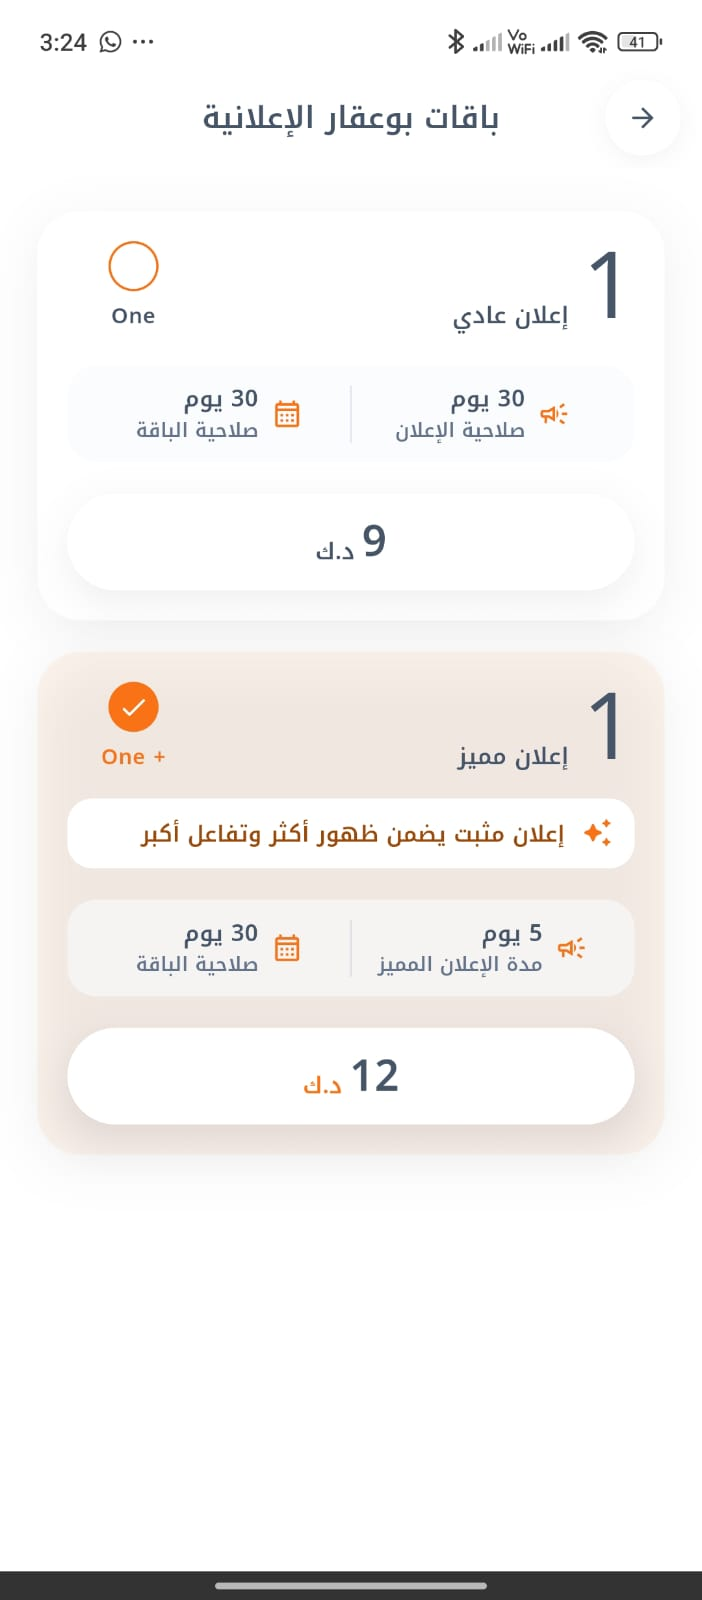 3:24
Vo
WiFi
41
باقات بوعقار الإعلانية
1
إعلان عادي
One
30 يوم
صلاحية الإعلان
30 يوم
صلاحية الباقة
9 د.ك
1
إعلان مميز
One +
إعلان مثبت يضمن ظهور أكثر وتفاعل أكبر
5 يوم
مدة الإعلان المميز
30 يوم
صلاحية الباقة
12 د.ك